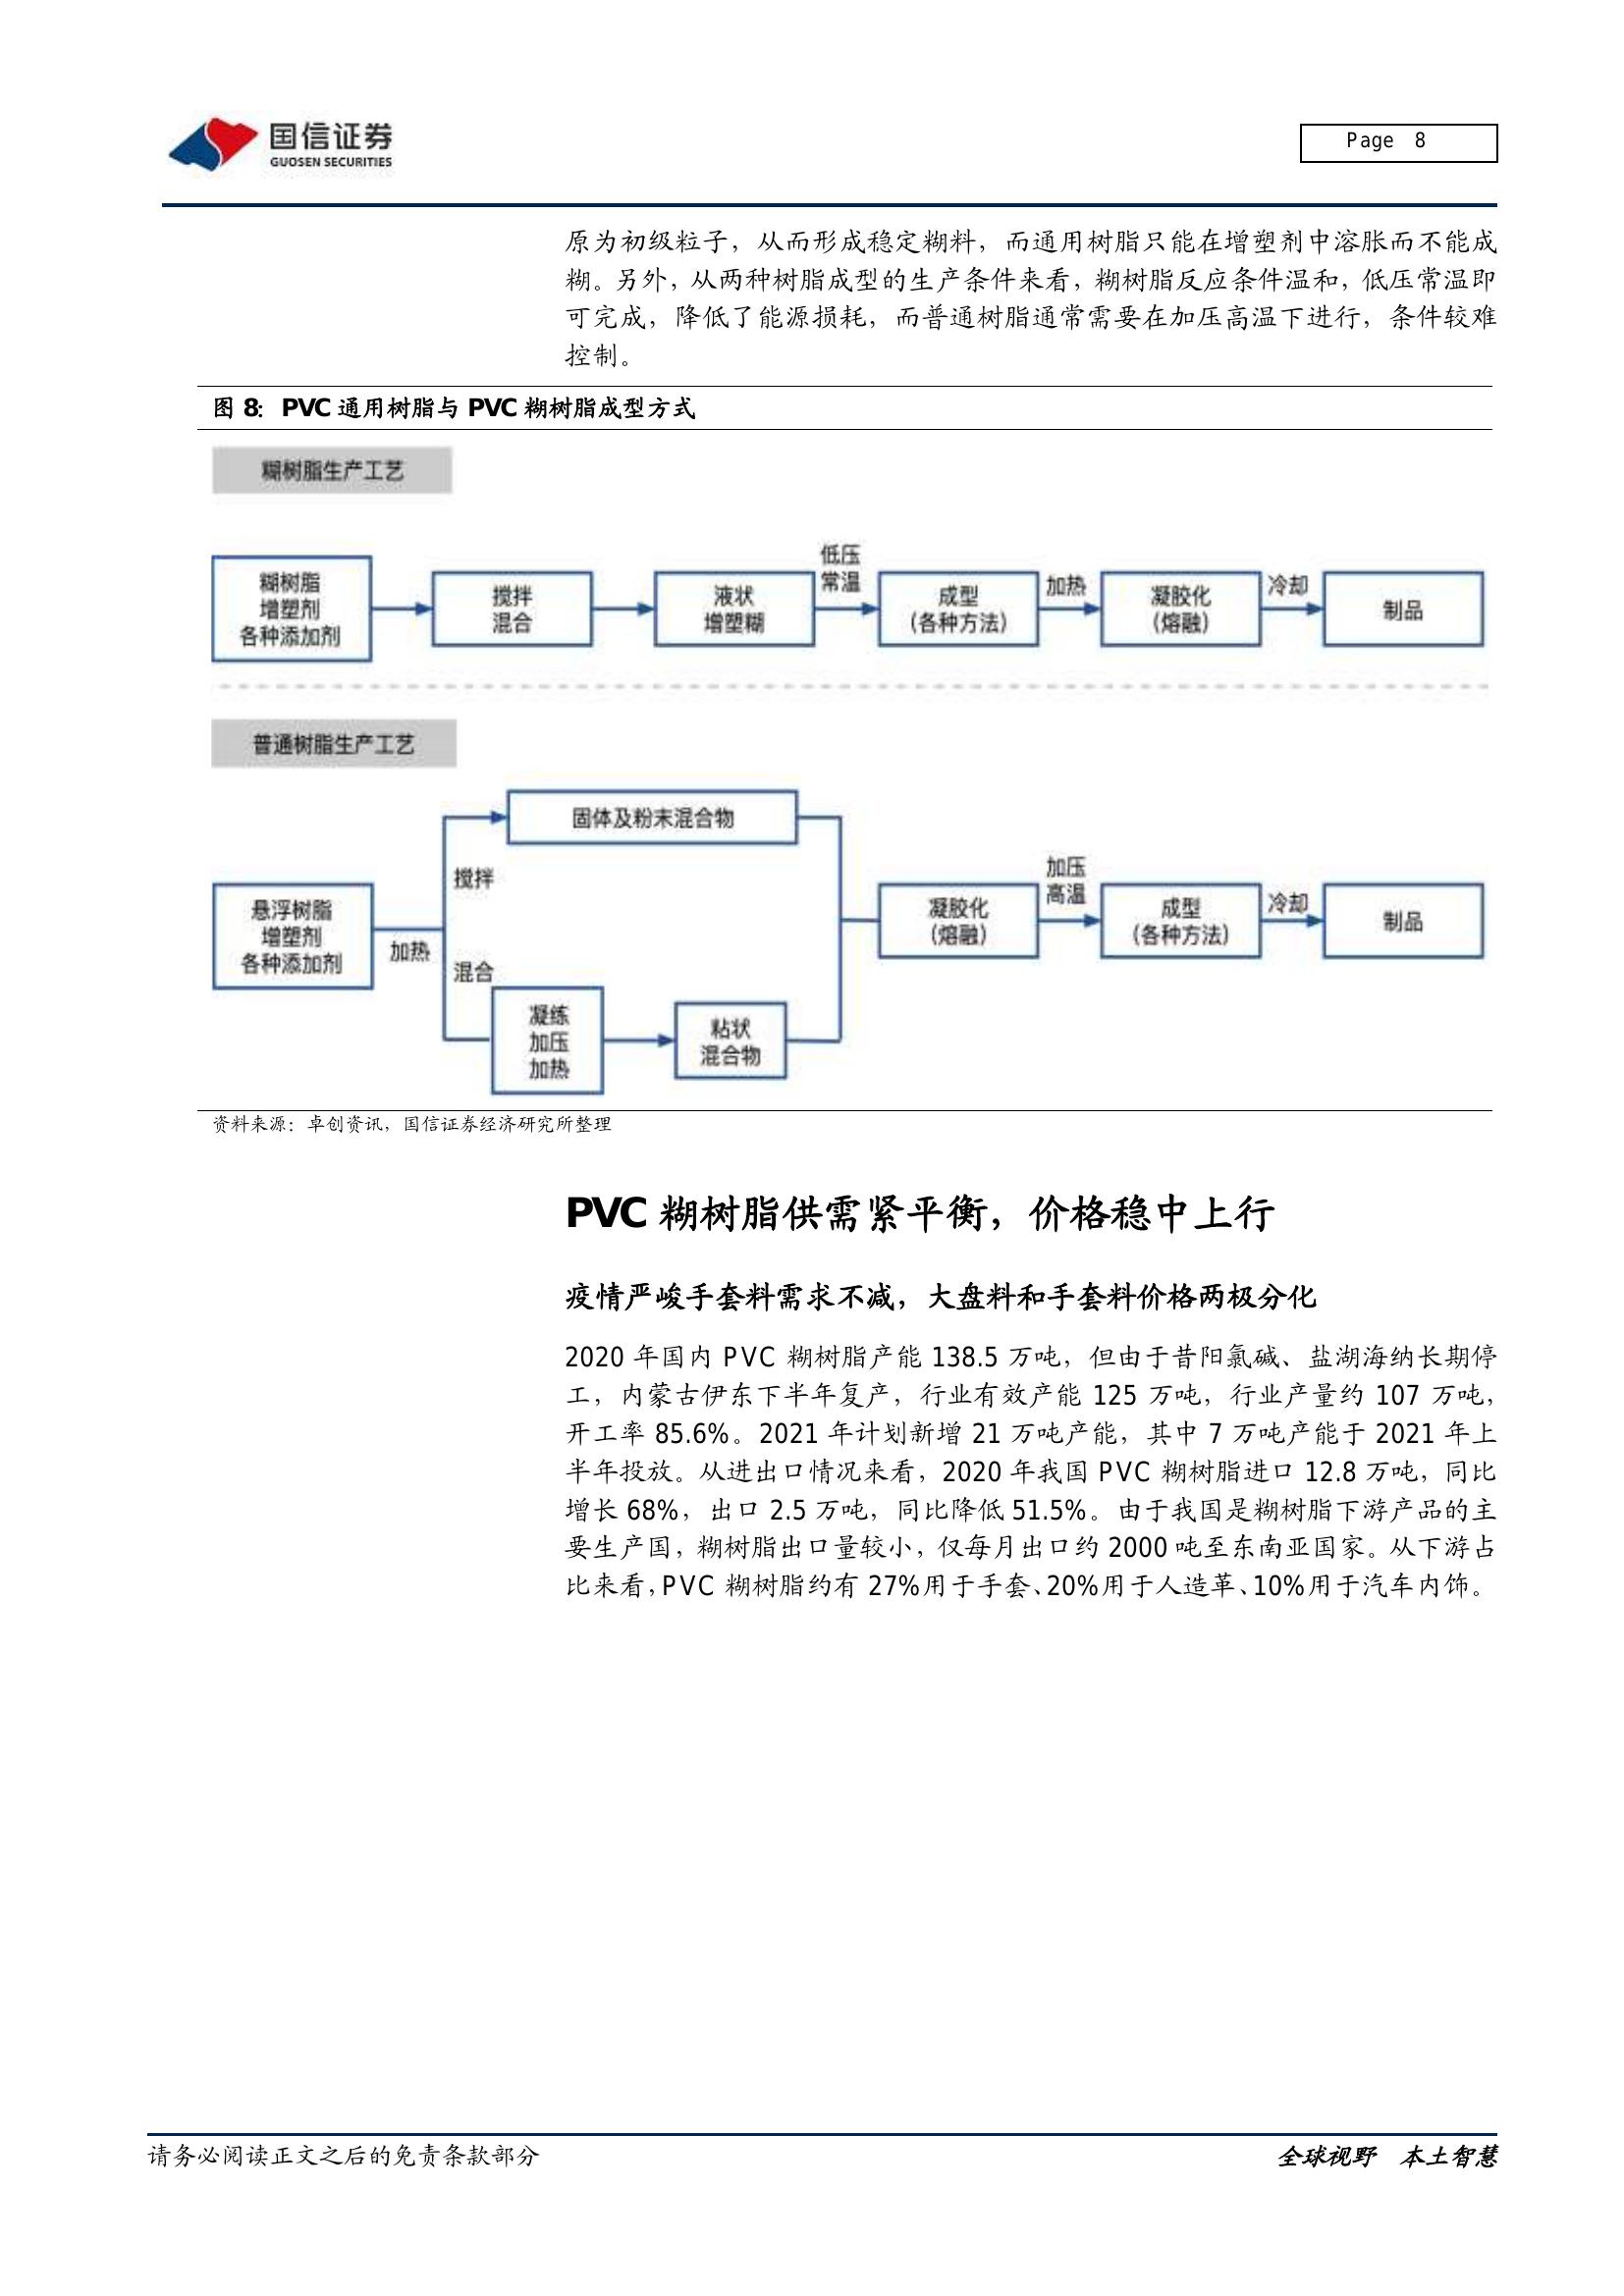 国信证券
GUOSEN SECURITIES
Page 8
原为初级粒子，从而形成稳定糊料，而通用树脂只能在增塑剂中溶胀而不能成
糊。另外，从两种树脂成型的生产条件来看，糊树脂反应条件温和，低压常温即
可完成，降低了能源损耗，而普通树脂通常需要在加压高温下进行，条件较难
控制。
图 8：PVC 通用树脂与 PVC 糊树脂成型方式
糊树脂生产工艺
糊树脂
增塑剂
各种添加剂
搅拌
混合
液状
增塑糊
低压
常温
成型
（各种方法）
加热
凝胶化
（熔融）
冷却
制品
普通树脂生产工艺
悬浮树脂
增塑剂
各种添加剂
加热
搅拌
混合
固体及粉末混合物
凝练
加压
加热
粘状
混合物
凝胶化
（熔融）
加压
高温
成型
（各种方法）
冷却
制品
资料来源：卓创资讯，国信证券经济研究所整理
PVC 糊树脂供需紧平衡，价格稳中上行
疫情严峻手套料需求不减，大盘料和手套料价格两极分化
2020 年国内 PVC 糊树脂产能 138.5 万吨，但由于昔阳氯碱、盐湖海纳长期停
工，内蒙古伊东下半年复产，行业有效产能 125 万吨，行业产量约 107 万吨，
开工率 85.6%。2021 年计划新增 21 万吨产能，其中 7 万吨产能于 2021 年上
半年投放。从进出口情况来看，2020 年我国 PVC 糊树脂进口 12.8 万吨，同比
增长 68%，出口 2.5 万吨，同比降低 51.5%。由于我国是糊树脂下游产品的主
要生产国，糊树脂出口量较小，仅每月出口约 2000 吨至东南亚国家。从下游占
比来看，PVC 糊树脂约有 27%用于手套、20%用于人造革、10%用于汽车内饰。
请务必阅读正文之后的免责条款部分
全球视野 本土智慧